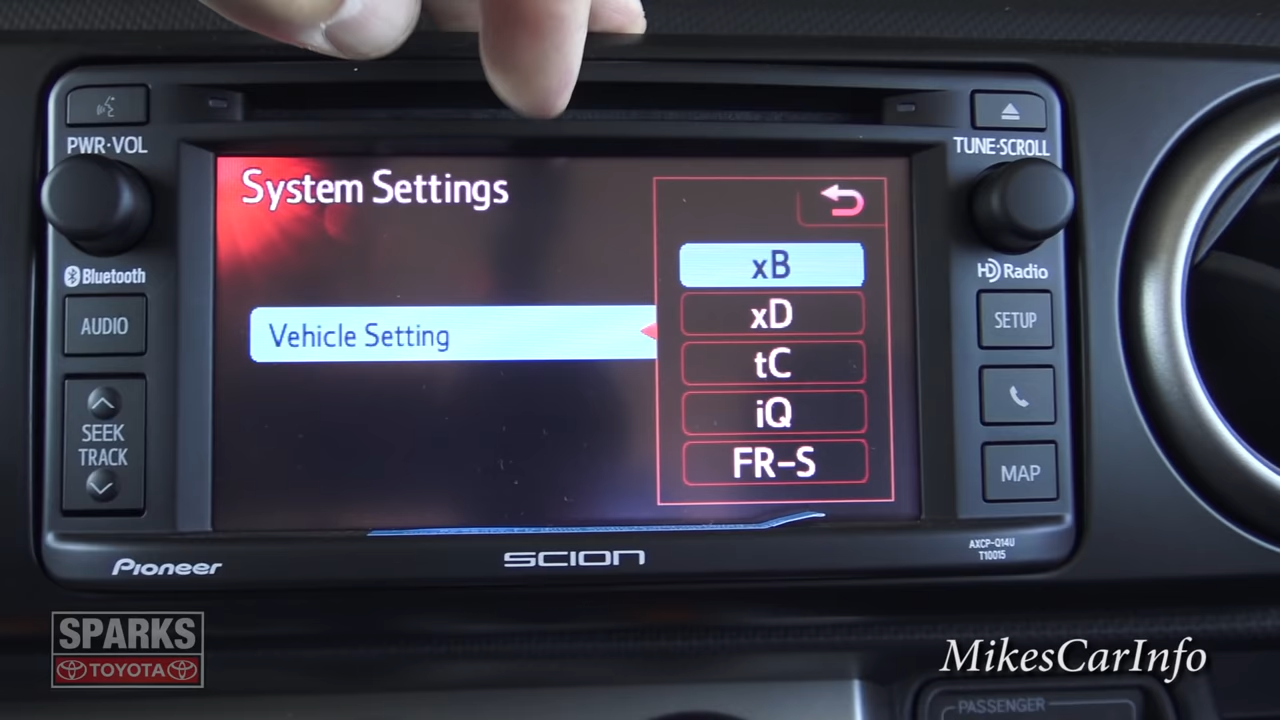 PWR·VOL
TUNE·SCROLL
System Settings
Bluetooth
HD Radio
AUDIO
SEEK
TRACK
Vehicle Setting
xB
xD
tC
iQ
FR-S
SETUP
MAP
Pioneer
SCION
AXCP-Q14U
T10015
SPARKS
TOYOTA
MikesCarInfo
PASSENGER